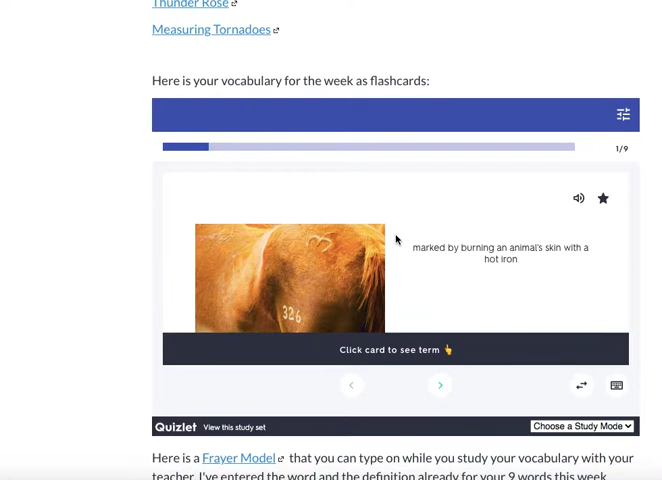 Thunder Rose
Measuring Tornadoes
Here is your vocabulary for the week as flashcards:
1/9
marked by burning an animal's skin with a
hot iron
326
Click card to see term 👆
Quizlet View this study set
Choose a Study Mode
Here is a Frayer Model that you can type on while you study your vocabulary with your
teacher. I've entered the word and the definition already for your 9 words this week